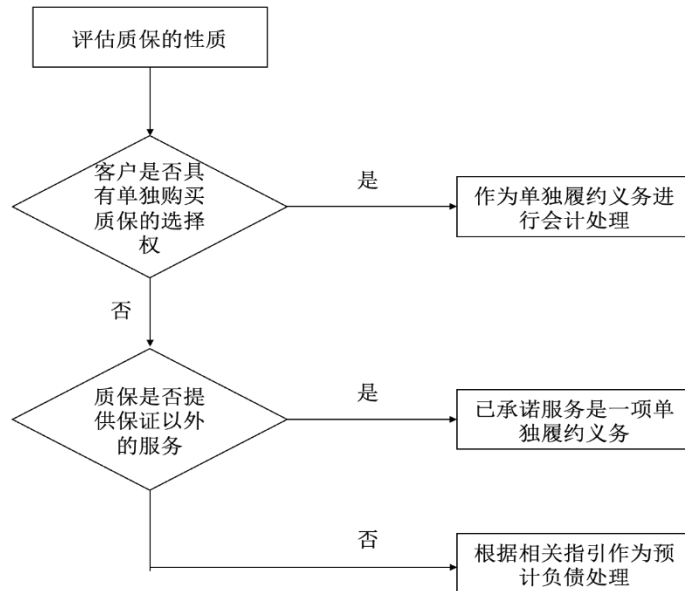 评估质保的性质
客户是否具
有单独购买
质保的选择
权
是
作为单独履约义务进
行会计处理
否
质保是否提
供保证以外
的服务
是
已承诺服务是一项单
独履约义务
否
根据相关指引作为预
计负债处理